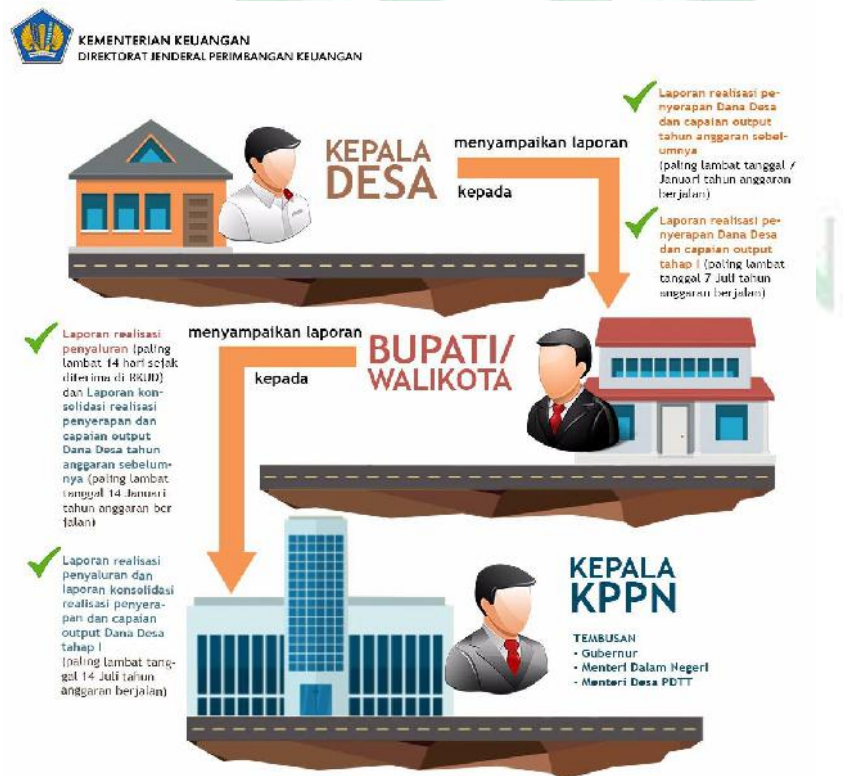 KEMENTERIAN KEUANGAN
DIREKTORAT JENDERAL PERIMBANGAN KEUANGAN
KEPALA
DESA
menyampaikan laporan
kepada
Laporan realisasi pe-
nyerapan Dana Desa
dan capaian output
tahun anggaran sebel-
umnya
(paling lambat tanggal 7
Januari tahun anggaran
berjalan)
Laporan realisasi pe-
nyerapan Dana Desa
dan capaian output
tahap I (paling lambat
tanggal 7 Juli tahun
anggaran berjalan)
BUPATI/
WALIKOTA
menyampaikan laporan
kepada
Laporan realisasi
penyaluran (paling
lambat 14 hari sejak
diterima di RKUD)
dan Laporan kon-
solidasi realisasi
penyerapan dan
capaian output
Dana Desa tahun
anggaran sebelum-
nya (paling lambat
tanggal 14 Januari
tahun anggaran ber
jalan)
Laporan realisasi
penyaluran dan
laporan konsolidasi
realisasi penyera-
pan dan capaian
output Dana Desa
tahap I
(paling lambat tang-
gal 14 Juli tahun
anggaran berjalan)
KEPALA
KPPN
TEMBUSAN
- Gubernur
- Menteri Dalam Negeri
- Menteri Desa PDTT